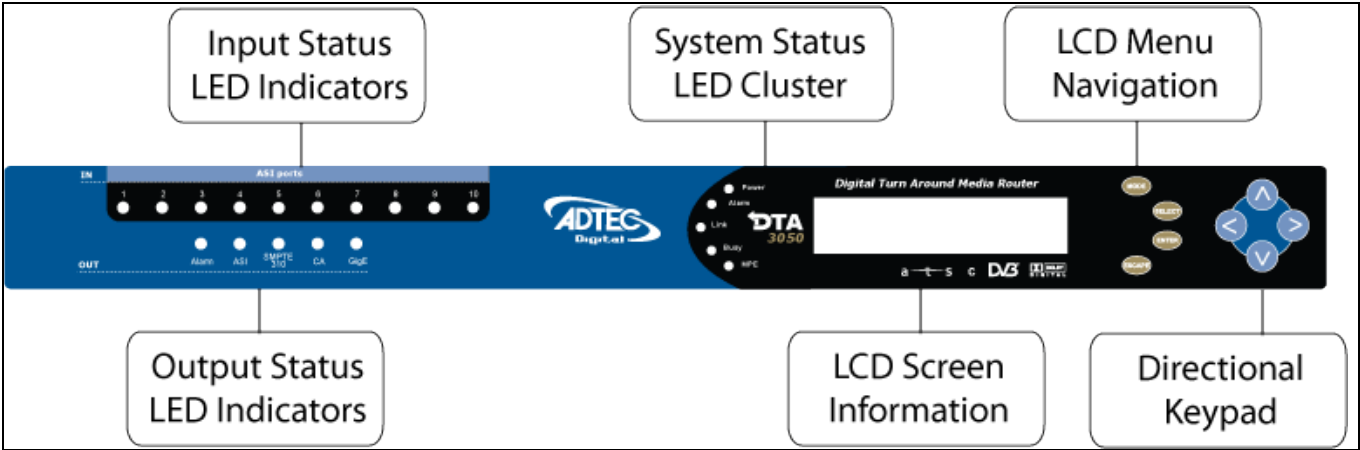 Input Status
LED Indicators
System Status
LED Cluster
LCD Menu
Navigation
IN
ASI ports
1 2 3 4 5 6 7 8 9 10
Alarm ASI SMPTE 310 CA GigE
OUT
ADTEC
Digital
Power
Alarm
Link
Busy
MPC
DTA
3050
Digital Turn Around Media Router
a t s c DVB DOLBY DIGITAL
MODE
SELECT
ENTER
ESCAPE
Output Status
LED Indicators
LCD Screen
Information
Directional
Keypad